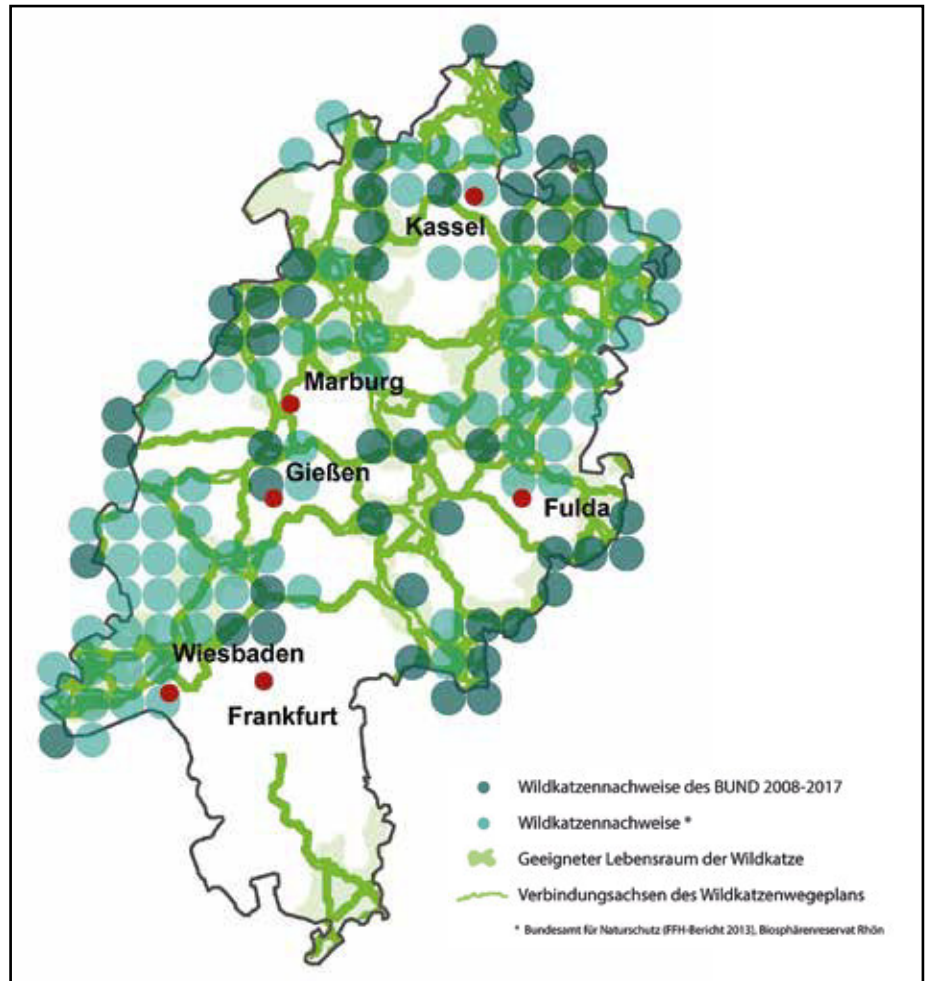 Kassel
Marburg
Gießen
Fulda
Wiesbaden
Frankfurt
Wildkatzennachweise des BUND 2008-2017
Wildkatzennachweise *
Geeigneter Lebensraum der Wildkatze
Verbindungsachsen des Wildkatzenwegeplans
* Bundesamt für Naturschutz (FFH-Bericht 2013), Biosphärenreservat Rhön